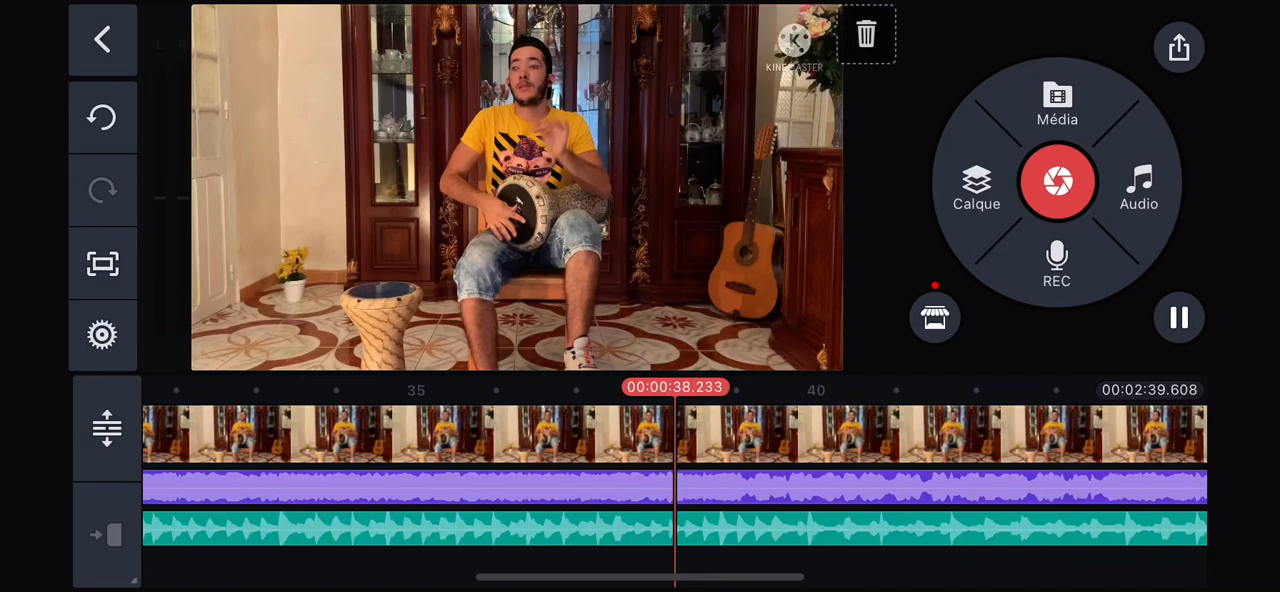 KINEMASTER
Média
Calque
Audio
REC
35
00:00:38.233
40
00:02:39.608